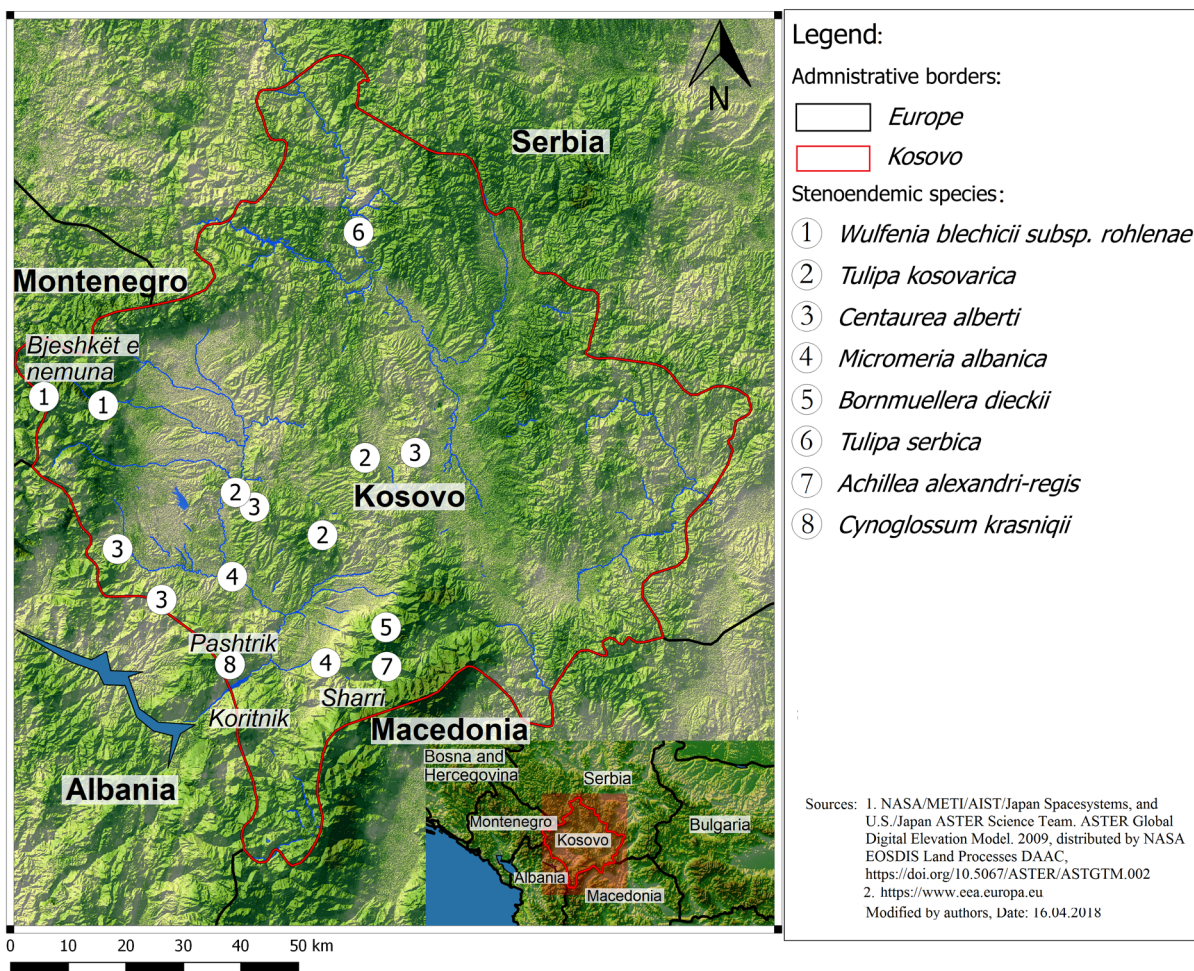 N
Serbia
6
Montenegro
Bjeshkët e
nemuna
1
1
2
3
Kosovo
2
3
2
3
4
3
5
Pashtrik
8
4
7
Sharri
Koritnik
Macedonia
Albania
Bosna and
Hercegovina
Serbia
Montenegro
Kosovo
Bulgaria
Albania
Macedonia
0 10 20 30 40 50 km
Legend:
Admnistrative borders:
Europe
Kosovo
Stenoendemic species:
1 Wulfenia blechicii subsp. rohlenae
2 Tulipa kosovarica
3 Centaurea alberti
4 Micromeria albanica
5 Bornmuellera dieckii
6 Tulipa serbica
7 Achillea alexandri-regis
8 Cynoglossum krasniqii
Sources: 1. NASA/METI/AIST/Japan Spacesystems, and
U.S./Japan ASTER Science Team. ASTER Global
Digital Elevation Model. 2009, distributed by NASA
EOSDIS Land Processes DAAC,
https://doi.org/10.5067/ASTER/ASTGTM.002
2. https://www.eea.europa.eu
Modified by authors, Date: 16.04.2018